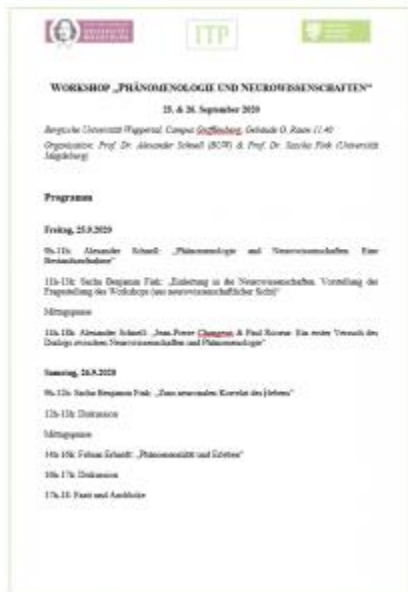 UNIVERSITÄT
MAGDEBURG
ITP
WORKSHOP „PHÄNOMENOLOGIE UND NEUROWISSENSCHAFTEN“
25. & 26. September 2020
Bergische Universität Wuppertal, Campus Grifflenberg, Gebäude O, Raum 11.40
Organisation: Prof. Dr. Alexander Schnell (BUW) & Prof. Dr. Sascha Fink (Universität
Magdeburg)
Programm
Freitag, 25.9.2020
9h-11h: Alexander Schnell: „Phänomenologie und Neurowissenschaften. Eine
Bestandsaufnahme“
11h-13h: Sascha Benjamin Fink: „Einleitung in die Neurowissenschaften. Vorstellung der
Fragestellung des Workshops (aus neurowissenschaftlicher Sicht)“
Mittagspause
Alexander Schnell: „Jean-Pierre Changeux & Paul Ricœur. Ein erster Versuch des
Dialogs zwischen Neurowissenschaften und Phänomenologie“
Samstag, 26.9.2020
9h-12h: Sascha Benjamin Fink: „Zum neuronalen Korrelat des
12h-13h: Diskussion
Mittagspause
14h-16h: Fabian Erhardt: „Phänomenalität und Erleben“
16h-17h: Diskussion
17h-18: Fazit und Ausblicke